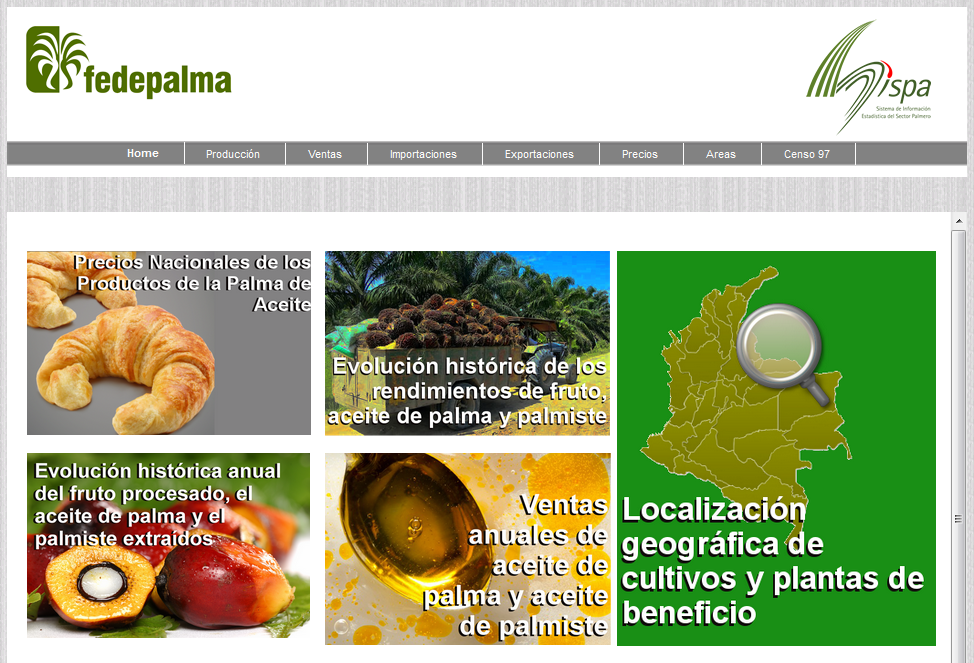 fedepalma
Sispa
Sistema de Información
Estadística del Sector Palmero
Home
Producción
Ventas
Importaciones
Exportaciones
Precios
Areas
Censo 97
Precios Nacionales de los
Productos de la Palma de
Aceite
Evolución histórica de los
rendimientos de fruto,
aceite de palma y palmiste
Localización
geográfica de
cultivos y plantas de
beneficio
Evolución histórica anual
del fruto procesado, el
aceite de palma y el
palmiste extraídos
Ventas
anuales de
aceite de
palma y aceite
de palmiste